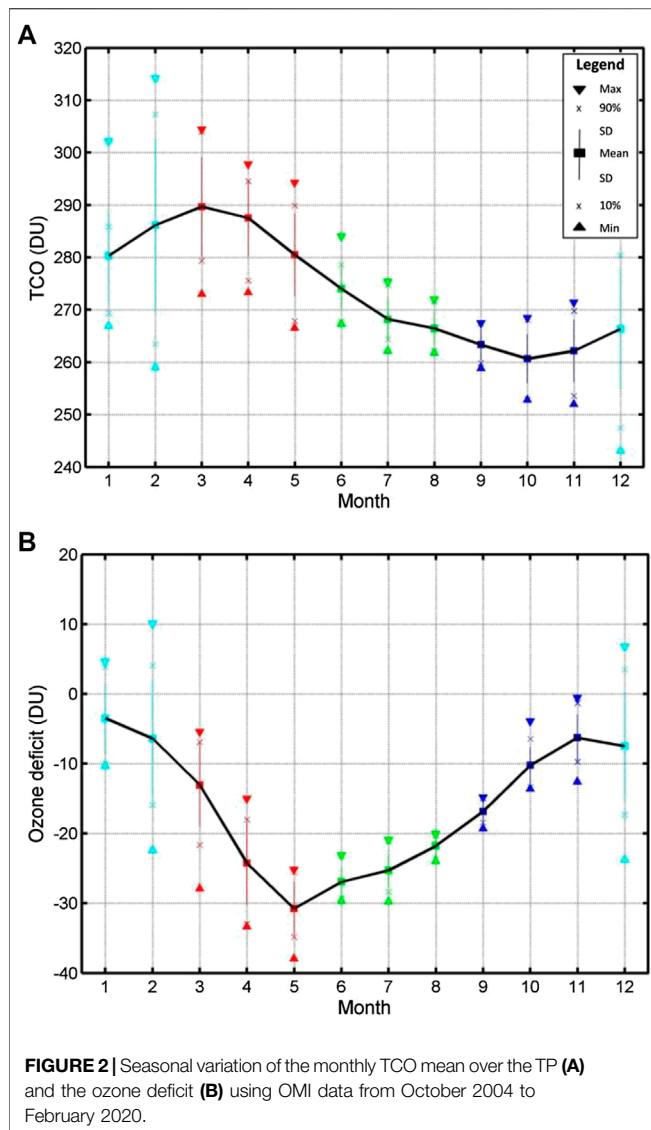 A
320
310
300
290
280
270
260
250
240
TCO (DU)
1 2 3 4 5 6 7 8 9 10 11 12
Month
Legend
Max
90%
SD
Mean
SD
10%
Min
B
20
10
0
-10
-20
-30
-40
Ozone deficit (DU)
1 2 3 4 5 6 7 8 9 10 11 12
Month
FIGURE 2 | Seasonal variation of the monthly TCO mean over the TP (A)
and the ozone deficit (B) using OMI data from October 2004 to
February 2020.